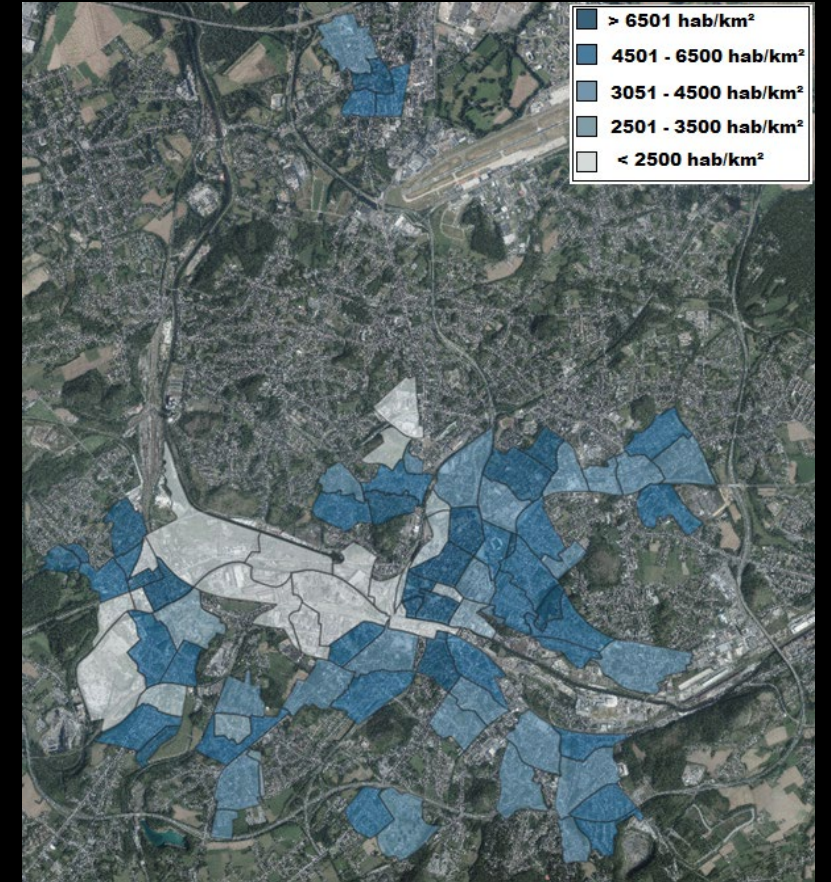 > 6501 hab/km²
4501 - 6500 hab/km²
3051 - 4500 hab/km²
2501 - 3500 hab/km²
< 2500 hab/km²